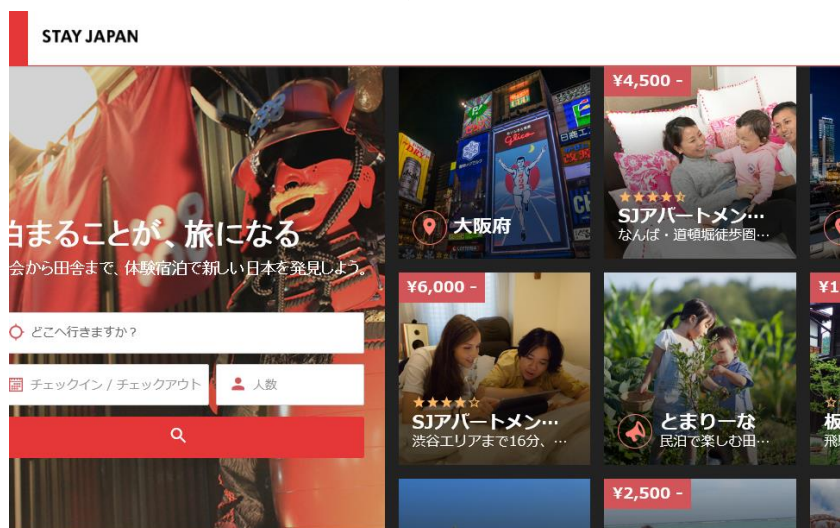 STAY JAPAN
泊まることが、旅になる
会から田舎まで、体験宿泊で新しい日本を発見しよう。
どこへ行きますか？
チェックイン / チェックアウト
人数
大阪府
Glico
¥4,500 -
SJアパートメン…
なんば・道頓堀徒歩圏…
¥6,000 -
SJアパートメン…
渋谷エリアまで16分、…
とまりーな
民泊で楽しむ田…
¥1
板
飛
¥2,500 -